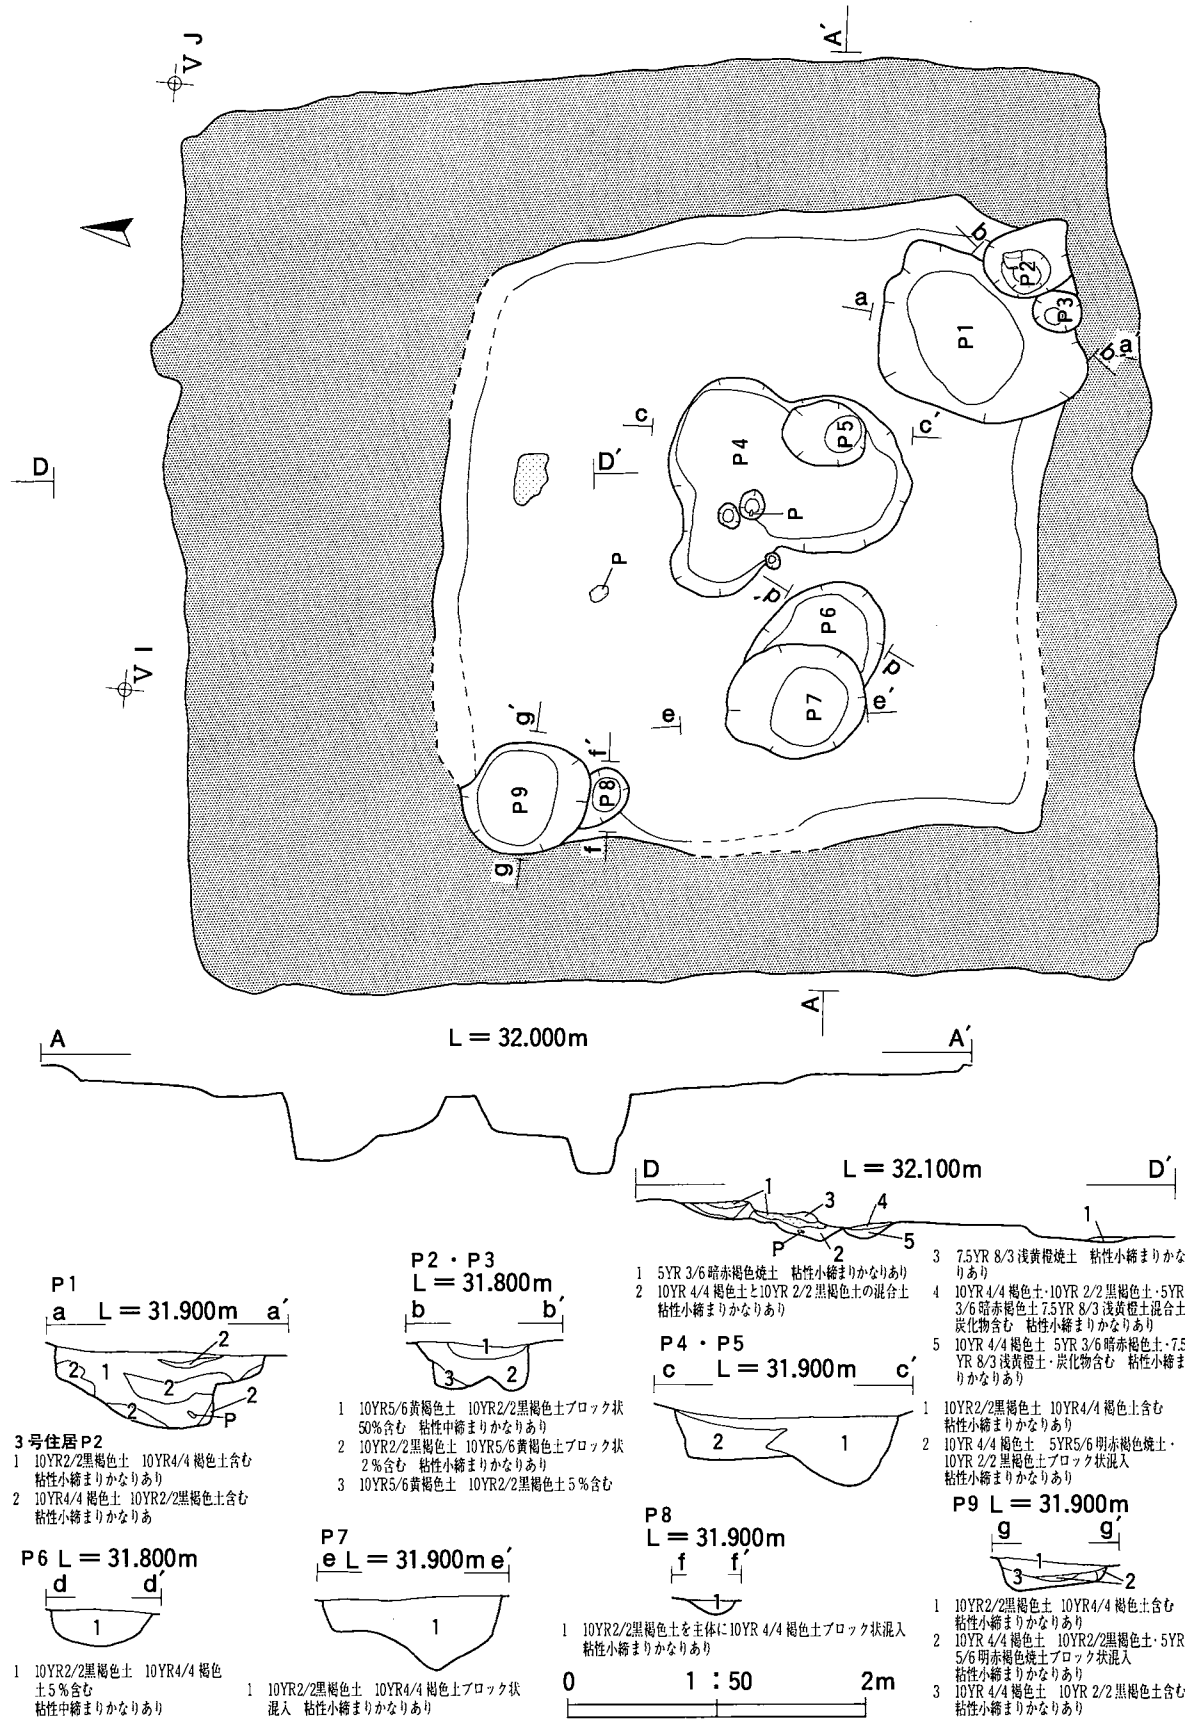 V J
A′
b
P2
P3
a
P1
b′
a′
c
P5
c′
D
D′
P4
P
P
d′
P6
d
V I
g′
e
P7
e′
f′
P9
P8
f
g
A
A L = 32.000m A′
D L = 32.100m D′
1
3
4
1
P
2
5
1 5YR 3/6 暗赤褐色焼土 粘性小締まりかなりあり
2 10YR 4/4 褐色土と10YR 2/2 黒褐色土の混合土
粘性小締まりかなりあり
3 7.5YR 8/3 浅黄橙焼土 粘性小締まりかな
りあり
4 10YR 4/4 褐色土・10YR 2/2 黒褐色土・5YR
3/6 暗赤褐色土 7.5YR 8/3 浅黄橙土混合土
炭化物含む 粘性小締まりかなりあり
5 10YR 4/4 褐色土 5YR 3/6 暗赤褐色土・7.5
YR 8/3 浅黄橙土・炭化物含む 粘性小締ま
りかなりあり
P1
a L = 31.900m a′
2
2
1
2
2
2
P
3号住居P2
1 10YR2/2黒褐色土 10YR4/4 褐色土含む
粘性小締まりかなりあり
2 10YR4/4 褐色土 10YR2/2黒褐色土含む
粘性小締まりかなりあ
P2・P3
L = 31.800m
b b′
1
3 2
1 10YR5/6黄褐色土 10YR2/2黒褐色土ブロック状
50%含む 粘性中締まりかなりあり
2 10YR2/2黒褐色土 10YR5/6黄褐色土ブロック状
2%含む 粘性小締まりかなりあり
3 10YR5/6黄褐色土 10YR2/2黒褐色土5%含む
P4・P5
c L = 31.900m c′
2 1
1 10YR2/2黒褐色土 10YR4/4 褐色土含む
粘性小締まりかなりあり
2 10YR 4/4 褐色土 5YR5/6 明赤褐色焼土・
10YR 2/2 黒褐色土ブロック状混入
粘性小締まりかなりあり
P6 L = 31.800m
d d′
1
1 10YR2/2黒褐色土 10YR4/4 褐色
土5%含む
粘性中締まりかなりあり
P7
e L = 31.900m e′
1
1 10YR2/2黒褐色土 10YR4/4 褐色土ブロック状
混入 粘性小締まりかなりあり
P8
L = 31.900m
f f′
1
1 10YR2/2黒褐色土を主体に10YR 4/4 褐色土ブロック状混入
粘性小締まりかなりあり
P9 L = 31.900m
g g′
1
3
2
1 10YR2/2黒褐色土 10YR4/4 褐色土含む
粘性小締まりかなりあり
2 10YR 4/4 褐色土 10YR2/2黒褐色土・5YR
5/6 明赤褐色焼土ブロック状混入
粘性小締まりかなりあり
3 10YR 4/4 褐色土 10YR 2/2 黒褐色土含む
粘性小締まりかなりあり
0 1:50 2m